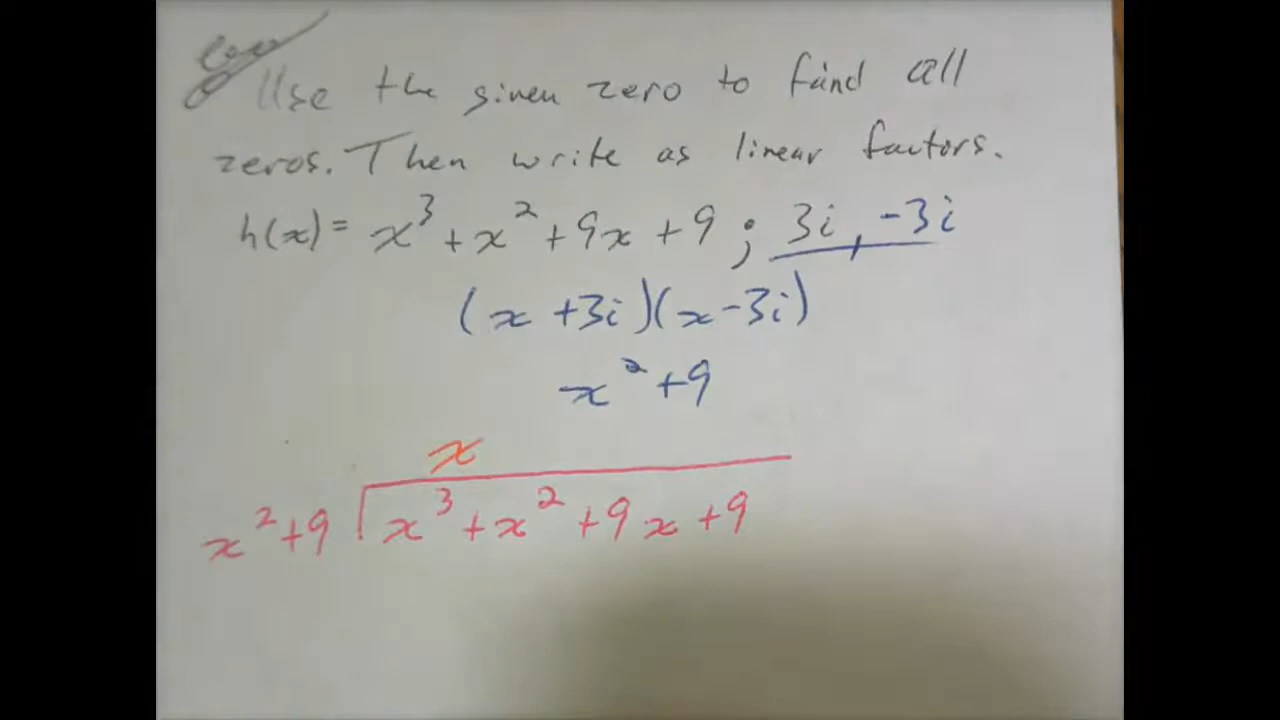 Use the given zero to find all
zeros. Then write as linear factors.
h(x) = x³ + x² + 9x + 9 ; 3i, -3i
(x + 3i)(x - 3i)
x² + 9
x
x² + 9 x³ + x² + 9x + 9